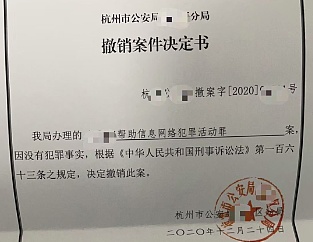 杭州市公安局 分局
撤销案件决定书
杭 撤案字[2020] 1号
我局办理的 帮助信息网络犯罪活动罪 案,
因没有犯罪事实,根据《中华人民共和国刑事诉讼法》第一百六
十三条之规定,决定撤销此案。
杭州市公安局 区
二〇二〇年十二月二十四日